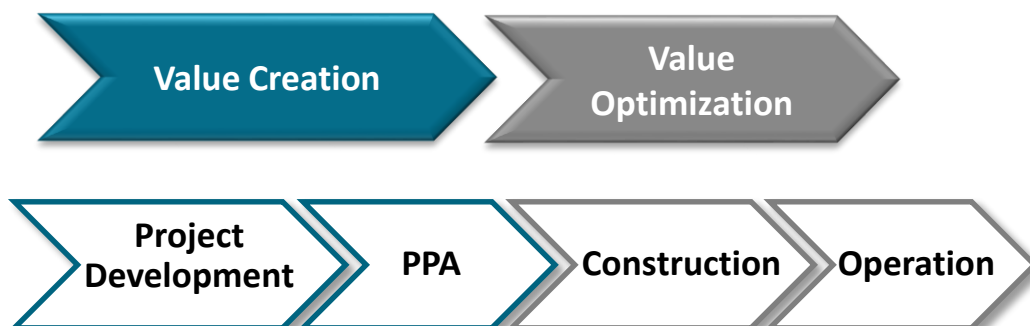 Value Creation
Value
Optimization
Project
Development
PPA
Construction
Operation